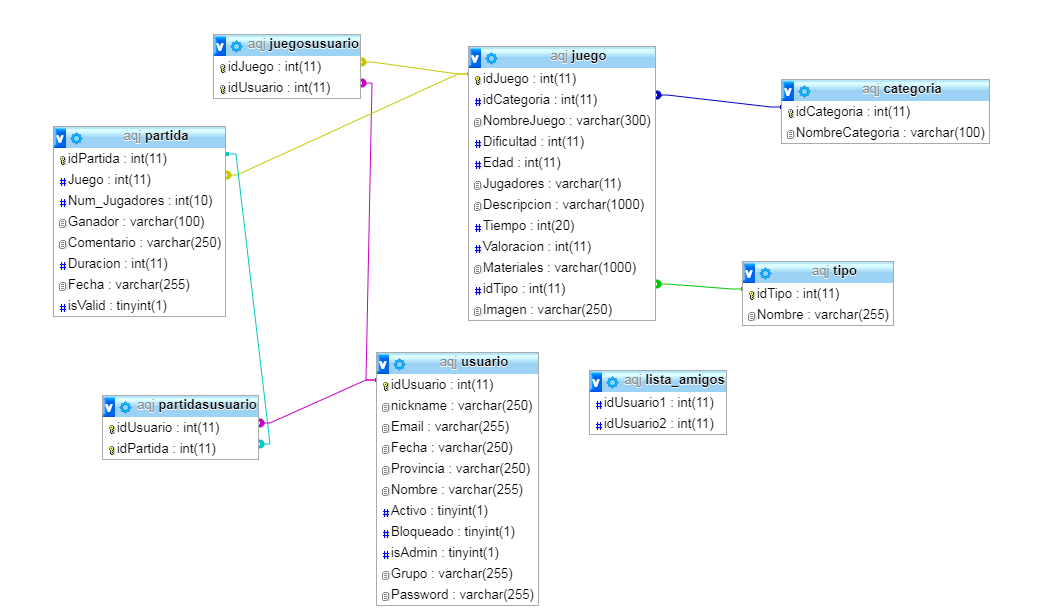 aqj juegosusuario
idJuego : int(11)
idUsuario : int(11)
aqj juego
idJuego : int(11)
idCategoria : int(11)
NombreJuego : varchar(300)
Dificultad : int(11)
Edad : int(11)
Jugadores : varchar(11)
Descripcion : varchar(1000)
Tiempo : int(20)
Valoracion : int(11)
Materiales : varchar(1000)
idTipo : int(11)
Imagen : varchar(250)
aqj categoria
idCategoria : int(11)
NombreCategoria : varchar(100)
aqj partida
idPartida : int(11)
Juego : int(11)
Num_Jugadores : int(10)
Ganador : varchar(100)
Comentario : varchar(250)
Duracion : int(11)
Fecha : varchar(255)
isValid : tinyint(1)
aqj tipo
idTipo : int(11)
Nombre : varchar(255)
aqj usuario
idUsuario : int(11)
nickname : varchar(250)
Email : varchar(255)
Fecha : varchar(250)
Provincia : varchar(250)
Nombre : varchar(255)
Activo : tinyint(1)
Bloqueado : tinyint(1)
isAdmin : tinyint(1)
Grupo : varchar(255)
Password : varchar(255)
aqj lista_amigos
idUsuario1 : int(11)
idUsuario2 : int(11)
aqj partidasusuario
idUsuario : int(11)
idPartida : int(11)